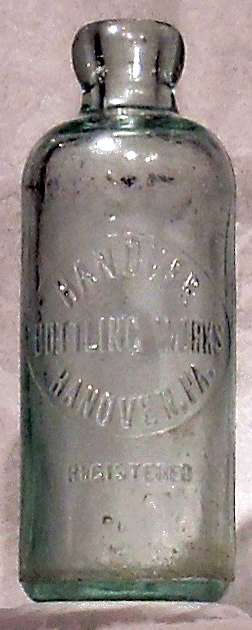 HANOVER
BOTTLING WORKS
HANOVER, PA.
REGISTERED